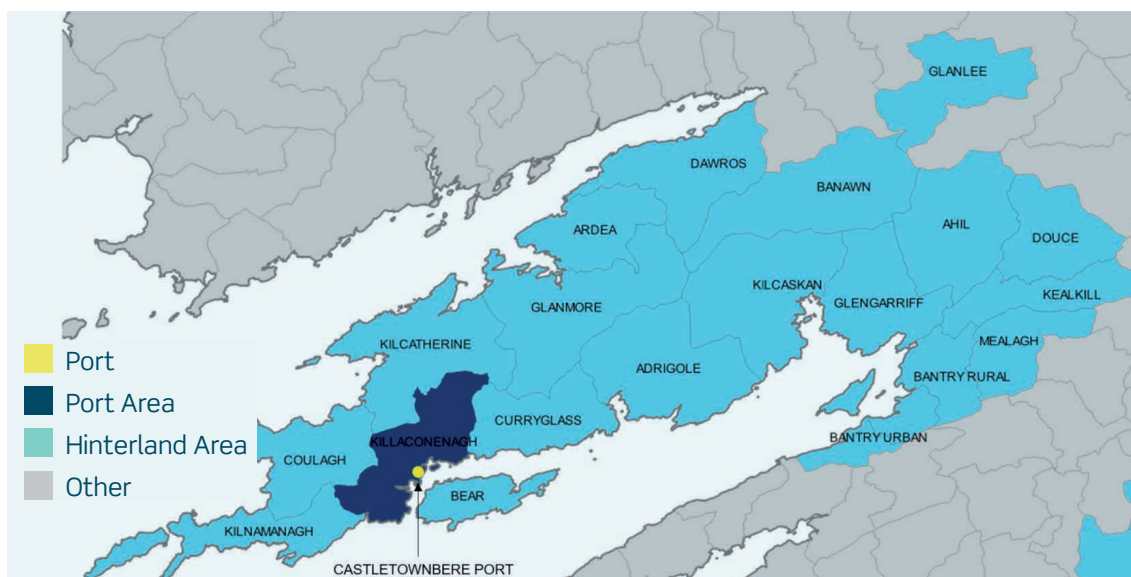 GLANLEE
DAWROS
BANAWN
ARDEA
AHIL
DOUCE
KILCASKAN
KEALKILL
GLANMORE
GLENGARRIFF
MEALAGH
KILCATHERINE
ADRIGOLE
BANTRY RURAL
CURRYGLASS
KILLACONENAGH
BANTRY URBAN
COULAGH
BEAR
KILNAMANAGH
CASTLETOWNBERE PORT
Port
Port Area
Hinterland Area
Other